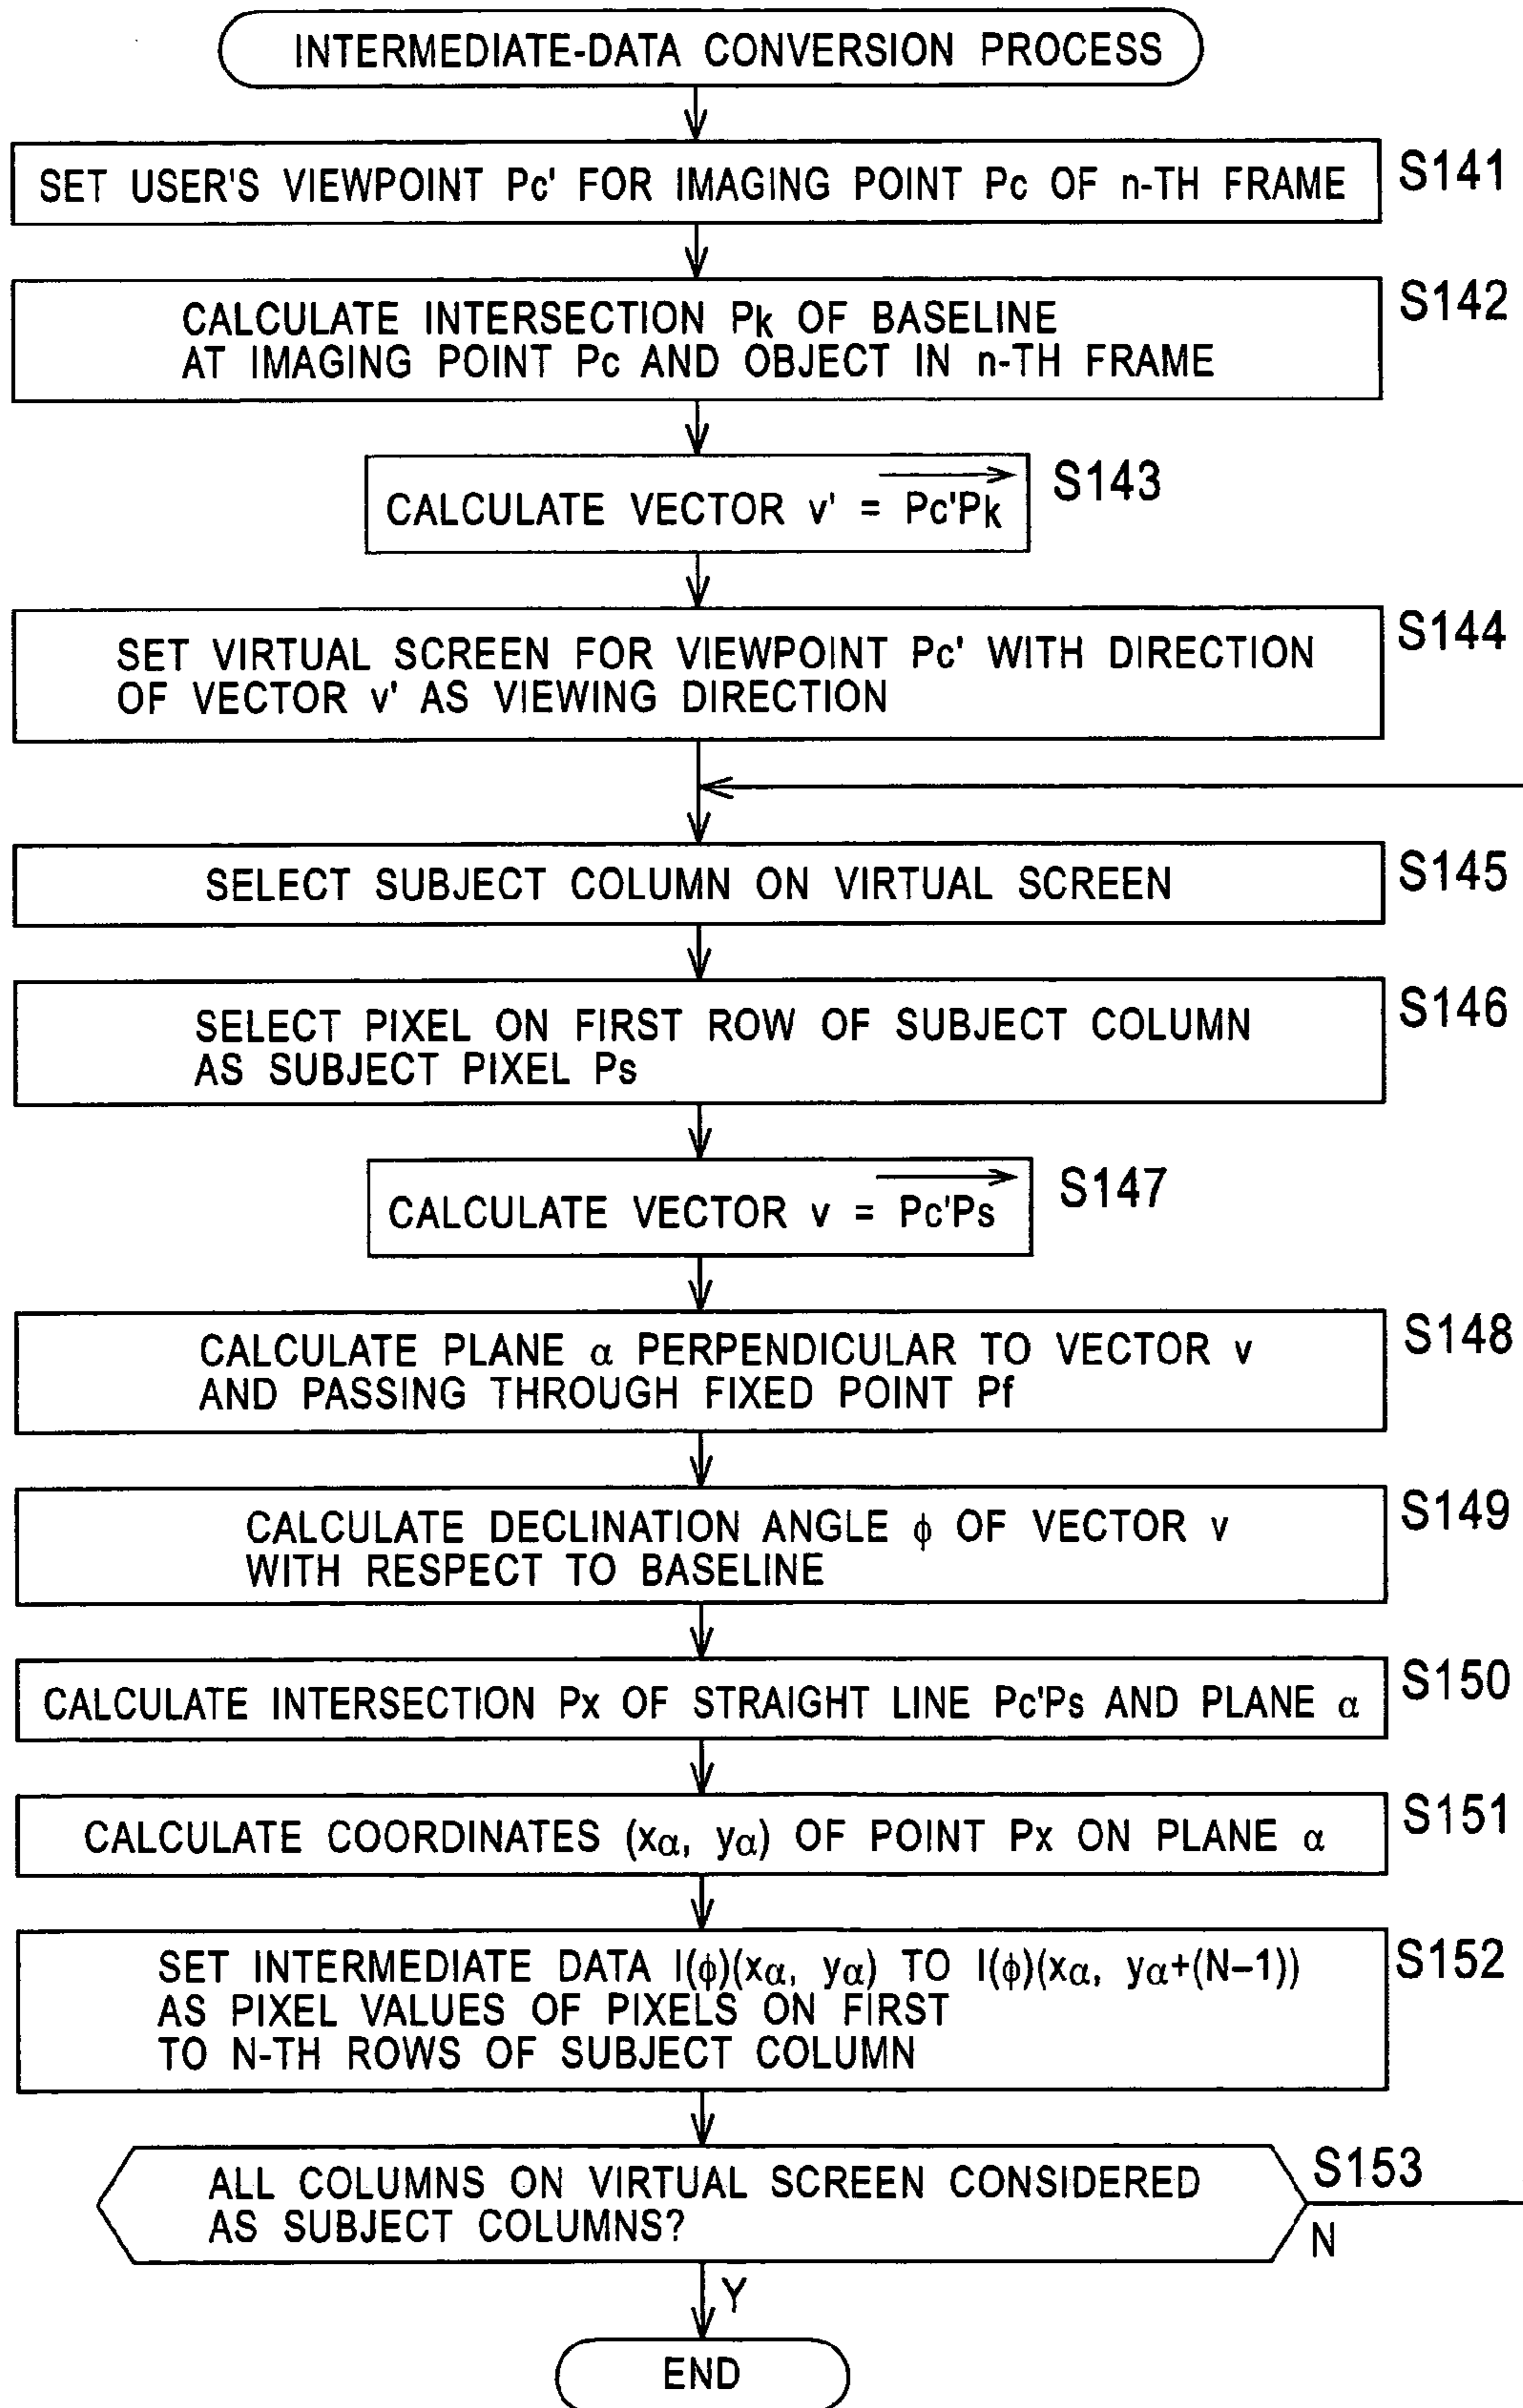 INTERMEDIATE-DATA CONVERSION PROCESS
SET USER'S VIEWPOINT Pc' FOR IMAGING POINT Pc OF n-TH FRAME
S141
CALCULATE INTERSECTION Pk OF BASELINE
AT IMAGING POINT Pc AND OBJECT IN n-TH FRAME
S142
CALCULATE VECTOR v' = Pc'Pk
S143
SET VIRTUAL SCREEN FOR VIEWPOINT Pc' WITH DIRECTION
OF VECTOR v' AS VIEWING DIRECTION
S144
SELECT SUBJECT COLUMN ON VIRTUAL SCREEN
S145
SELECT PIXEL ON FIRST ROW OF SUBJECT COLUMN
AS SUBJECT PIXEL Ps
S146
CALCULATE VECTOR v = Pc'Ps
S147
CALCULATE PLANE α PERPENDICULAR TO VECTOR v
AND PASSING THROUGH FIXED POINT Pf
S148
CALCULATE DECLINATION ANGLE ϕ OF VECTOR v
WITH RESPECT TO BASELINE
S149
CALCULATE INTERSECTION Px OF STRAIGHT LINE Pc'Ps AND PLANE α
S150
CALCULATE COORDINATES (xα, yα) OF POINT Px ON PLANE α
S151
SET INTERMEDIATE DATA I(ϕ)(xα, yα) TO I(ϕ)(xα, yα+(N–1))
AS PIXEL VALUES OF PIXELS ON FIRST
TO N-TH ROWS OF SUBJECT COLUMN
S152
ALL COLUMNS ON VIRTUAL SCREEN CONSIDERED
AS SUBJECT COLUMNS?
S153
N
Y
END